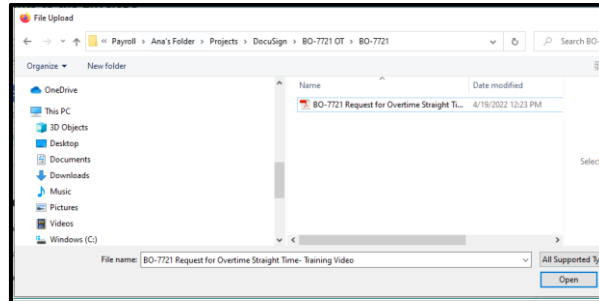 File Upload
« Payroll > Ana's Folder > Projects > DocuSign > BO-7721 OT > BO-7721
Search BO-
Organize New folder
Name Date modified
OneDrive
This PC
3D Objects
Desktop
Documents
Downloads
Music
Pictures
Videos
Windows (C:)
BO-7721 Request for Overtime Straight Ti... 4/19/2022 12:23 PM
Selec
File name: BO-7721 Request for Overtime Straight Time- Training Video
All Supported Ty
Open